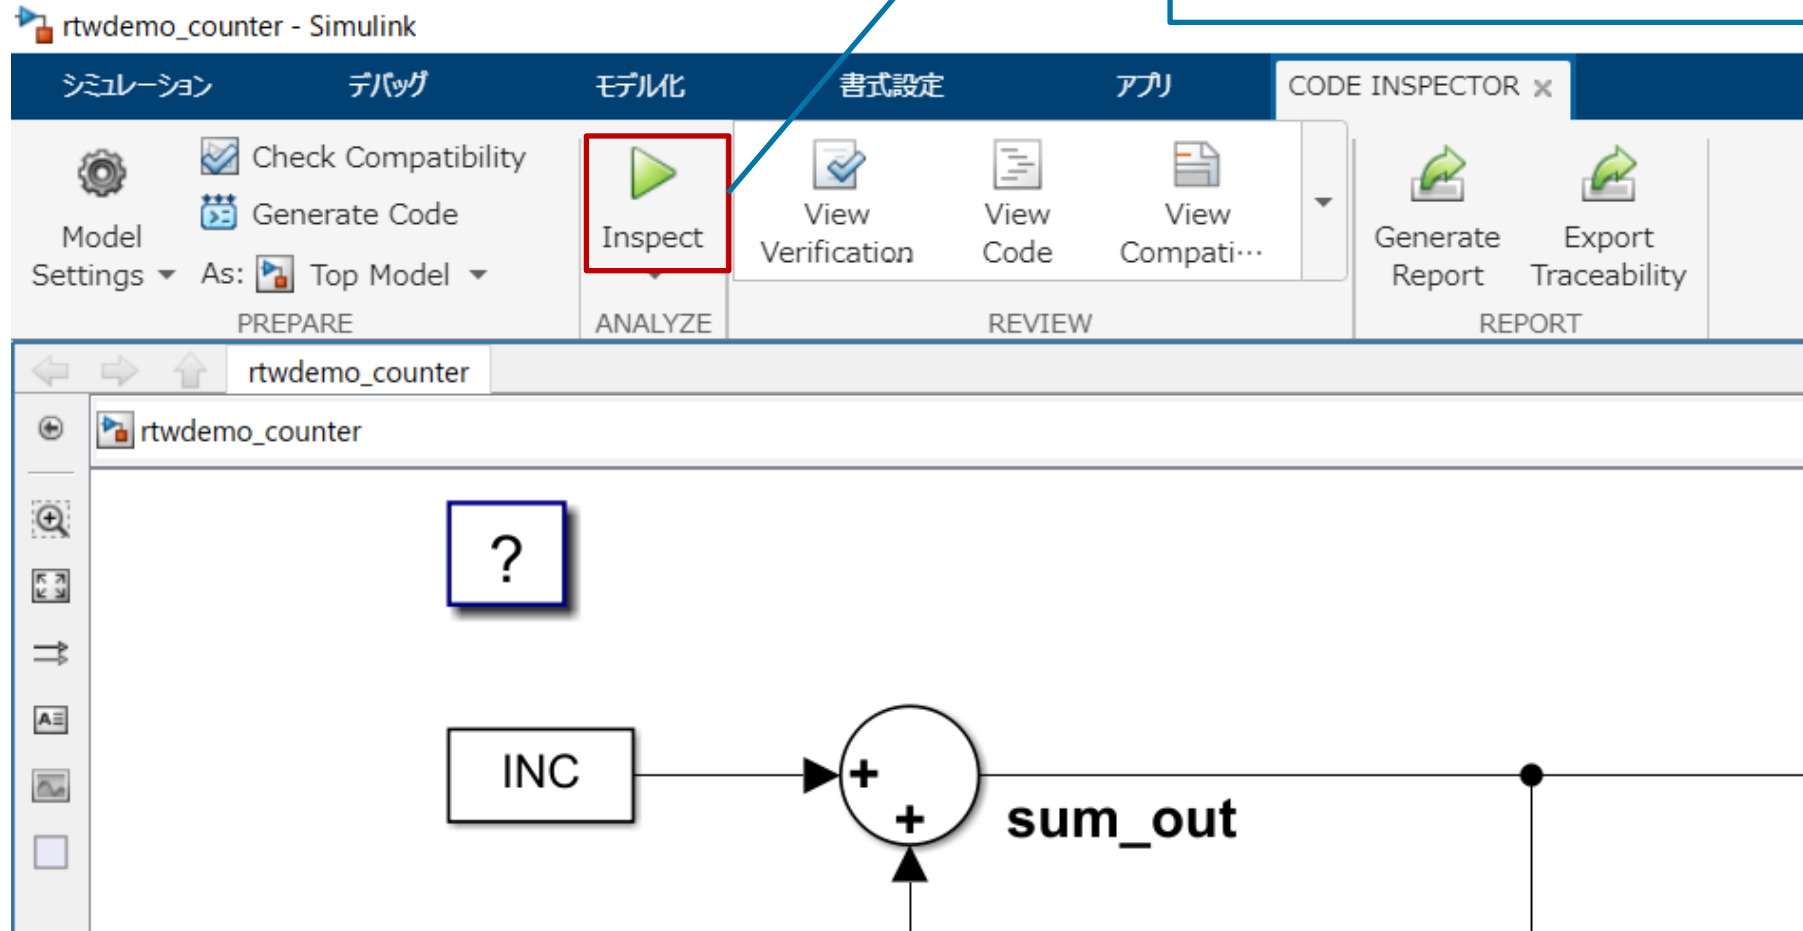 rtwdemo_counter - Simulink
シミュレーション デバッグ モデル化 書式設定 アプリ CODE INSPECTOR
Model Settings
Check Compatibility
Generate Code
As: Top Model
PREPARE
Inspect
ANALYZE
View Verification
View Code
View Compati…
REVIEW
Generate Report
Export Traceability
REPORT
rtwdemo_counter
rtwdemo_counter
?
INC
+
+
sum_out